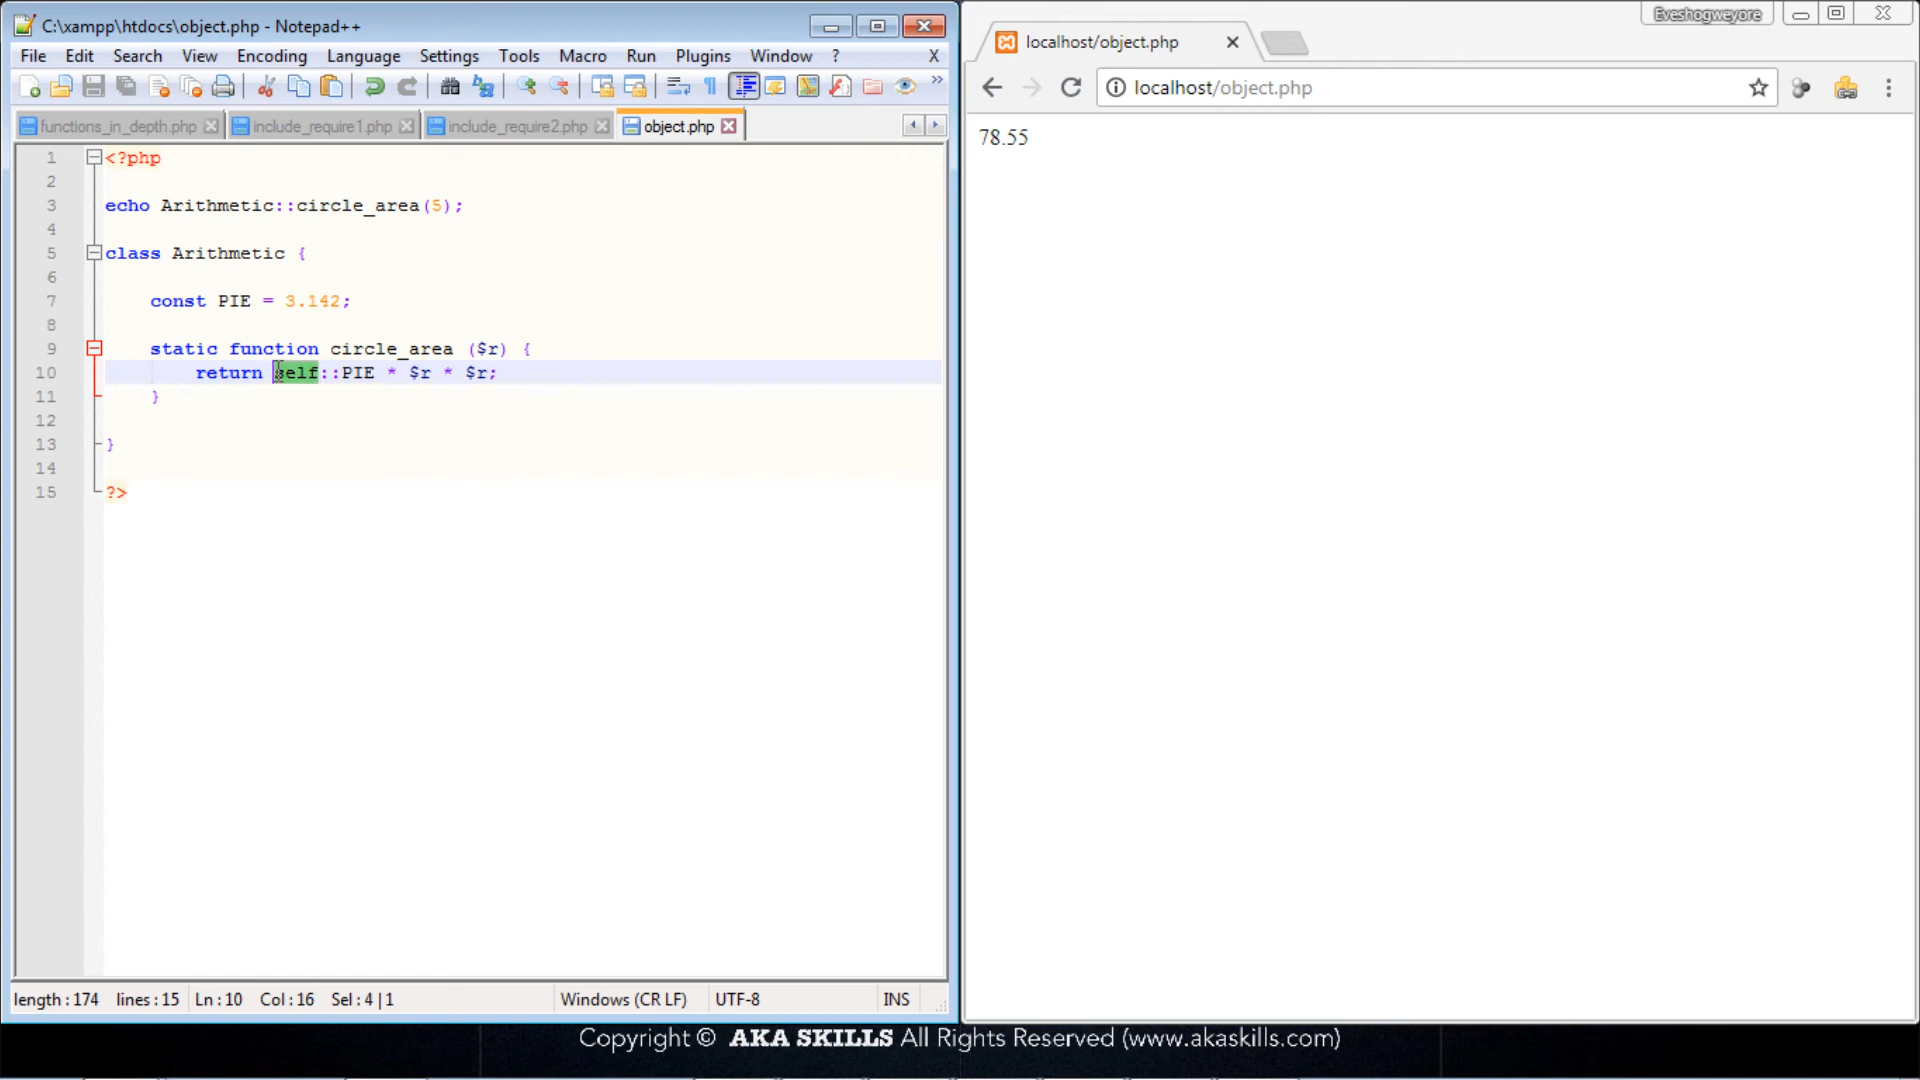 C:\xampp\htdocs\object.php - Notepad++
File Edit Search View Encoding Language Settings Tools Macro Run Plugins Window ? X
functions_in_depth.php include_require1.php include_require2.php object.php
1 <?php
2
3 echo Arithmetic::circle_area(5);
4
5 class Arithmetic {
6
7 const PIE = 3.142;
8
9 static function circle_area ($r) {
10 return self::PIE * $r * $r;
11 }
12
13 }
14
15 ?>
length : 174 lines : 15 Ln : 10 Col : 16 Sel : 4 | 1 Windows (CR LF) UTF-8 INS
Eveshogweyore
localhost/object.php
localhost/object.php
78.55
Copyright © AKA SKILLS All Rights Reserved (www.akaskills.com)